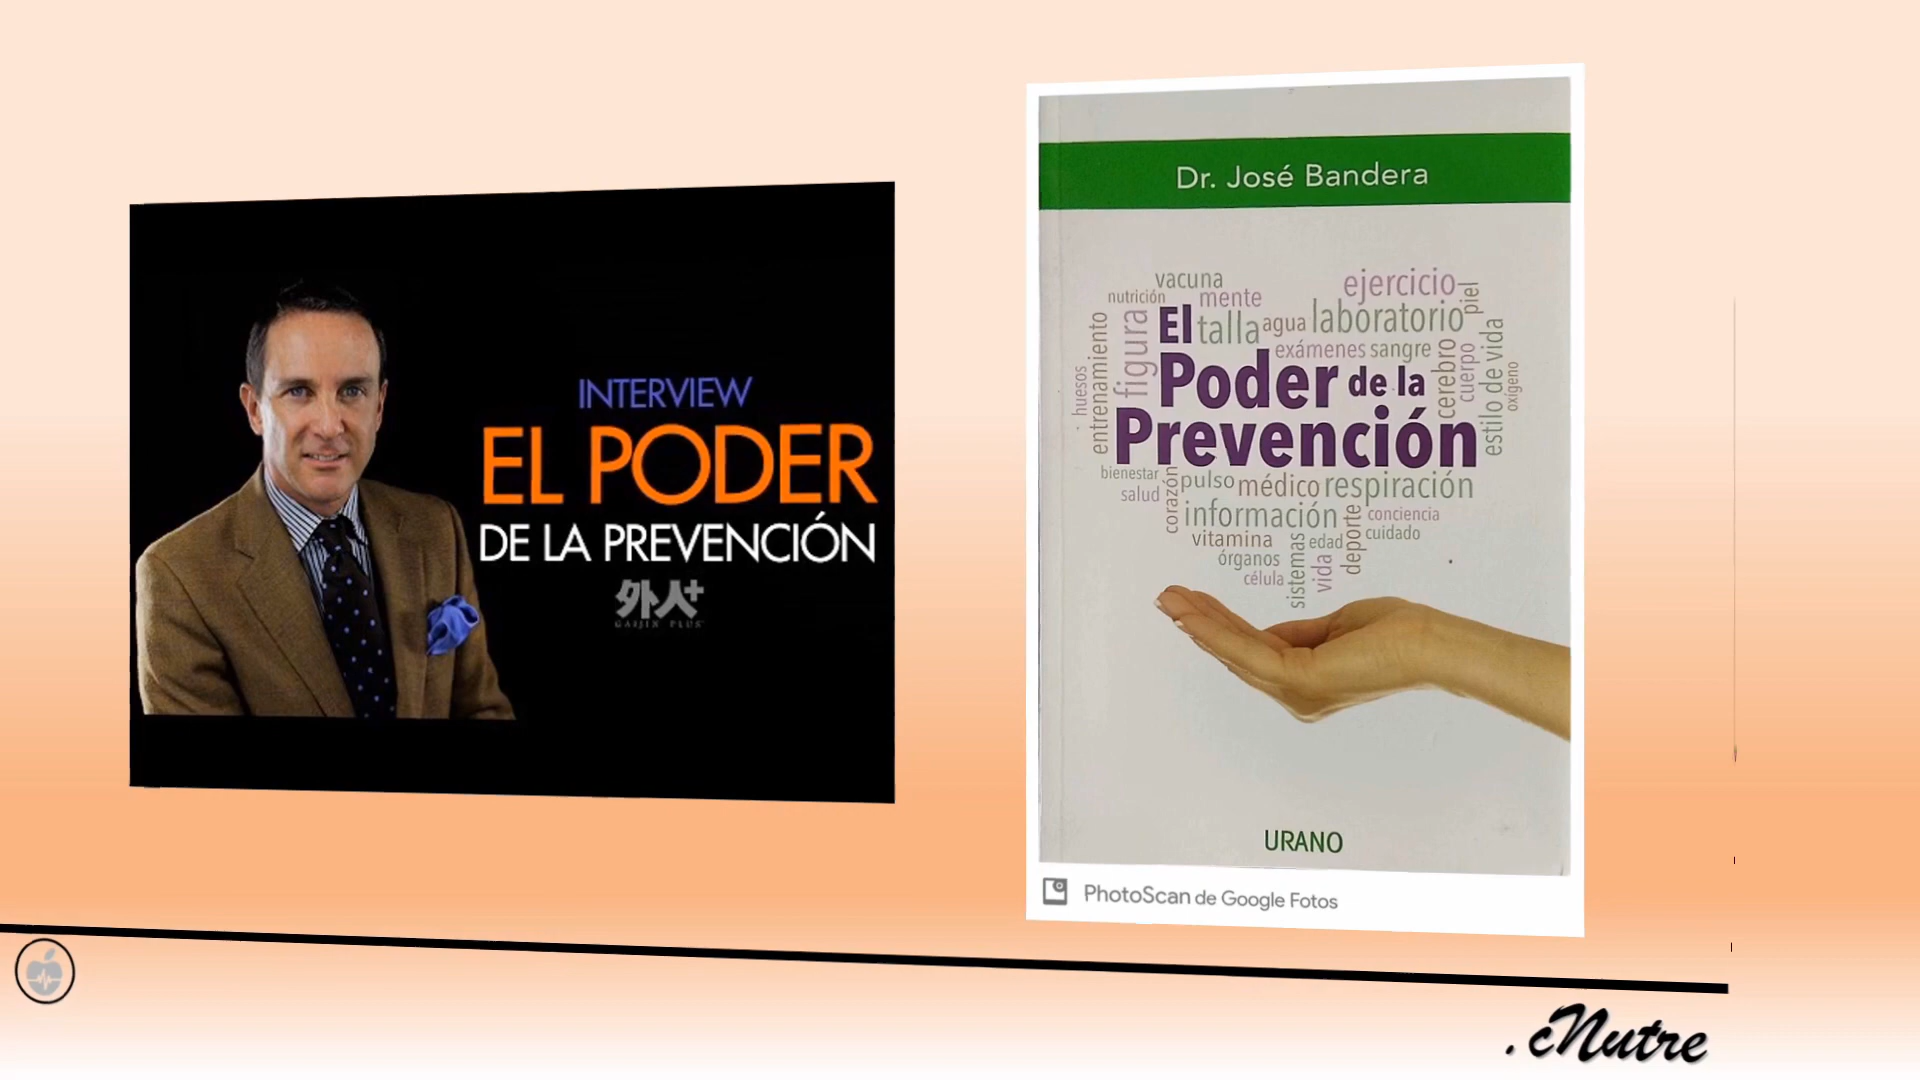 INTERVIEW
EL PODER
DE LA PREVENCIÓN
外人+
GAIJIN PLUS
Dr. José Bandera
vacuna
nutrición
mente
ejercicio
piel
huesos
entrenamiento
figura
El
talla
agua
laboratorio
exámenes sangre
Poder de la
cerebro
cuerpo
estilo de vida
oxígeno
Prevención
bienestar
salud
corazón
pulso
médico
respiración
información
conciencia
vitamina
edad
deporte
cuidado
órganos
célula
sistemas
vida
URANO
PhotoScan de Google Fotos
.cNutre